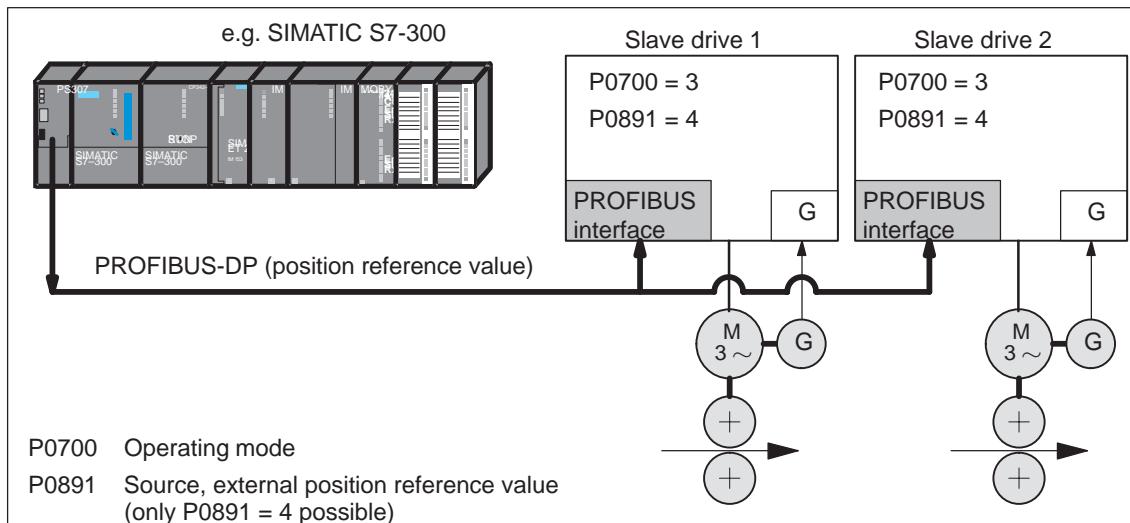 e.g. SIMATIC S7-300
Slave drive 1
Slave drive 2
PS307
IM
IM
MOBY
SIMATIC
S7-300
S7-300
P0700 = 3
P0891 = 4
PROFIBUS
interface
G
P0700 = 3
P0891 = 4
PROFIBUS
interface
G
PROFIBUS-DP (position reference value)
M
3 ~
G
M
3 ~
G
P0700 Operating mode
P0891 Source, external position reference value
(only P0891 = 4 possible)